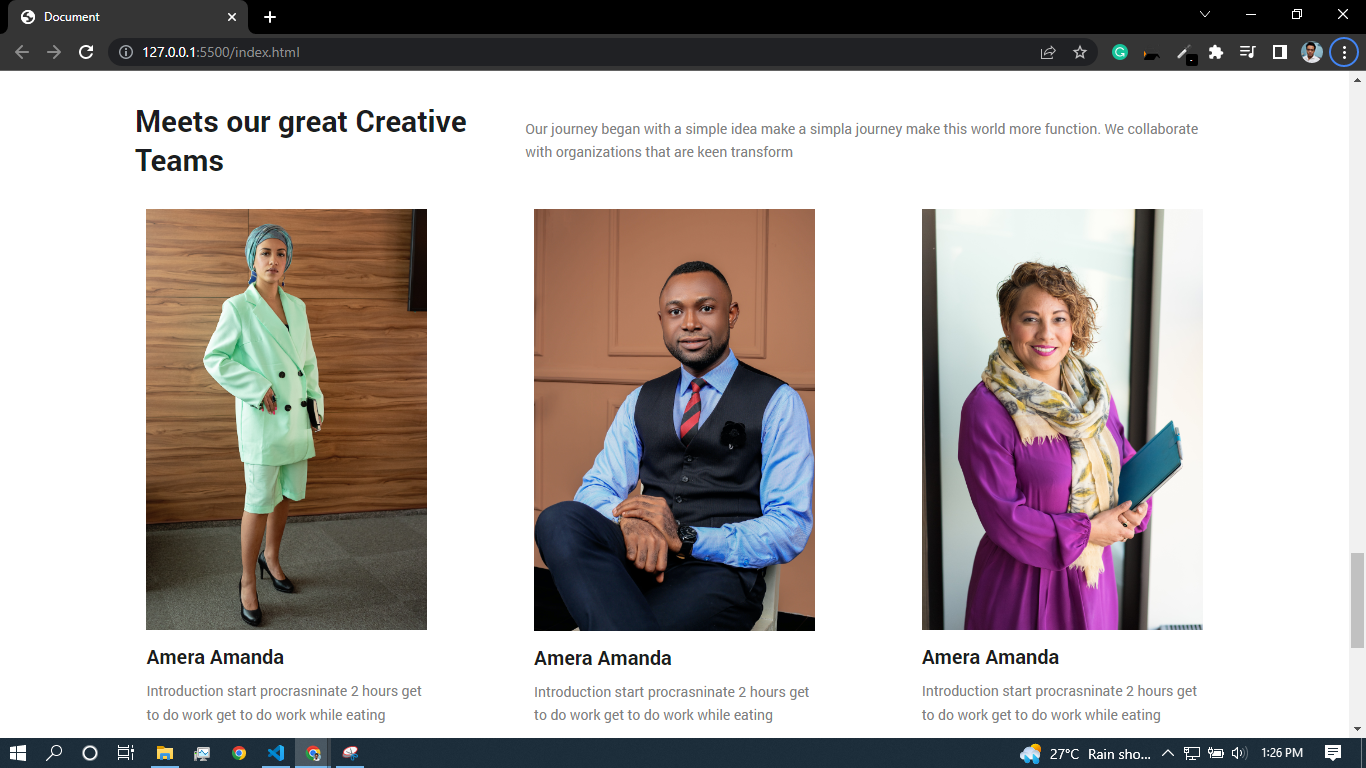 Document
127.0.0.1:5500/index.html
Meets our great Creative
Teams
Our journey began with a simple idea make a simpla journey make this world more function. We collaborate
with organizations that are keen transform
Amera Amanda
Introduction start procrasninate 2 hours get
to do work get to do work while eating
Amera Amanda
Introduction start procrasninate 2 hours get
to do work get to do work while eating
Amera Amanda
Introduction start procrasninate 2 hours get
to do work get to do work while eating
27°C Rain sho... 1:26 PM